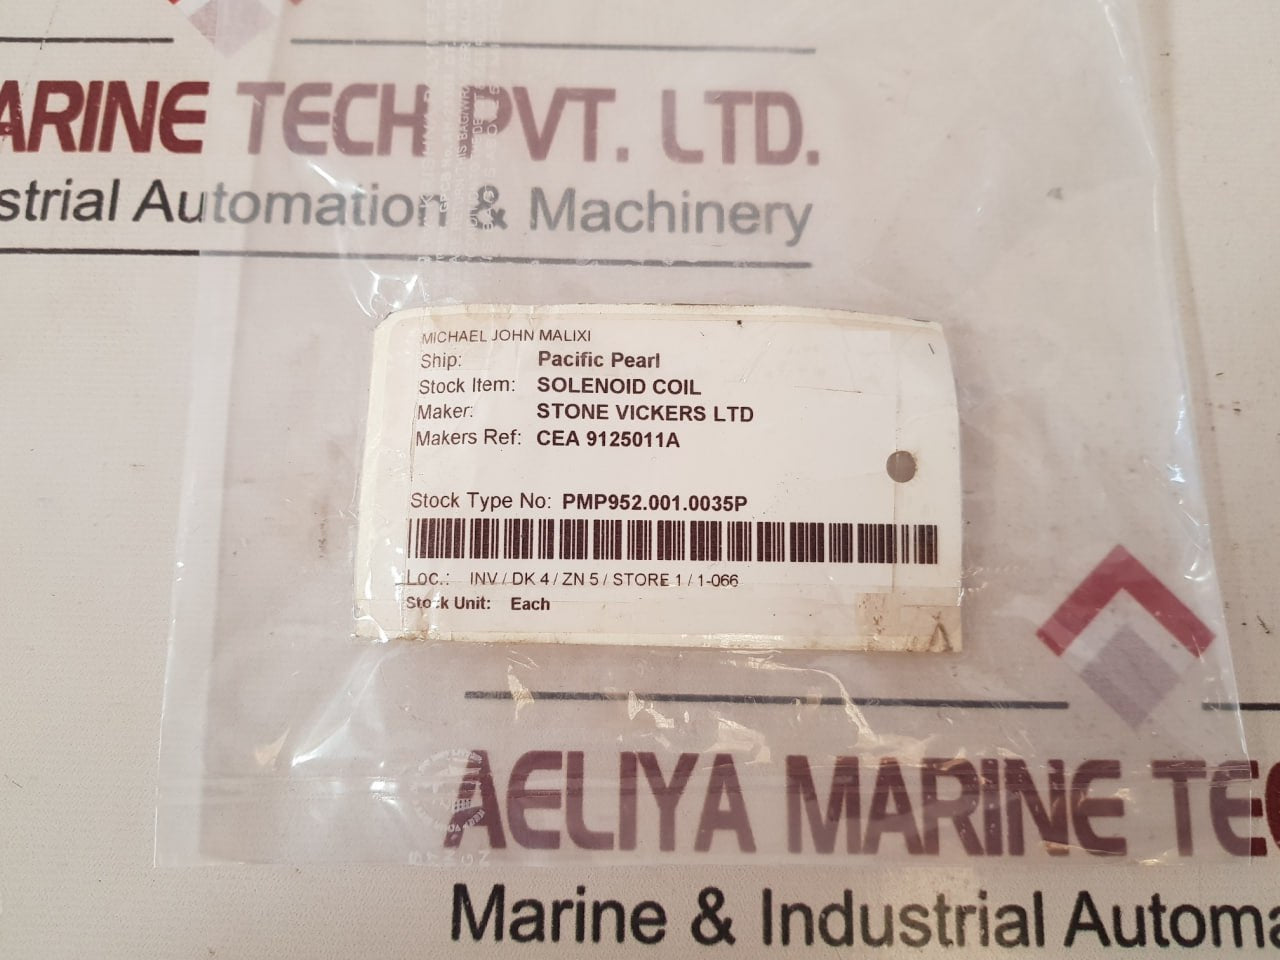 ARINE TECH PVT. LTD.
strial Automation & Machinery
MICHAEL JOHN MALIXI
Ship: Pacific Pearl
Stock Item: SOLENOID COIL
Maker: STONE VICKERS LTD
Makers Ref: CEA 9125011A
Stock Type No: PMP952.001.0035P
Loc.: INV / DK 4 / ZN 5 / STORE 1 / 1-066
Stock Unit: Each
AELIYA MARINE TEC
Marine & Industrial Automa